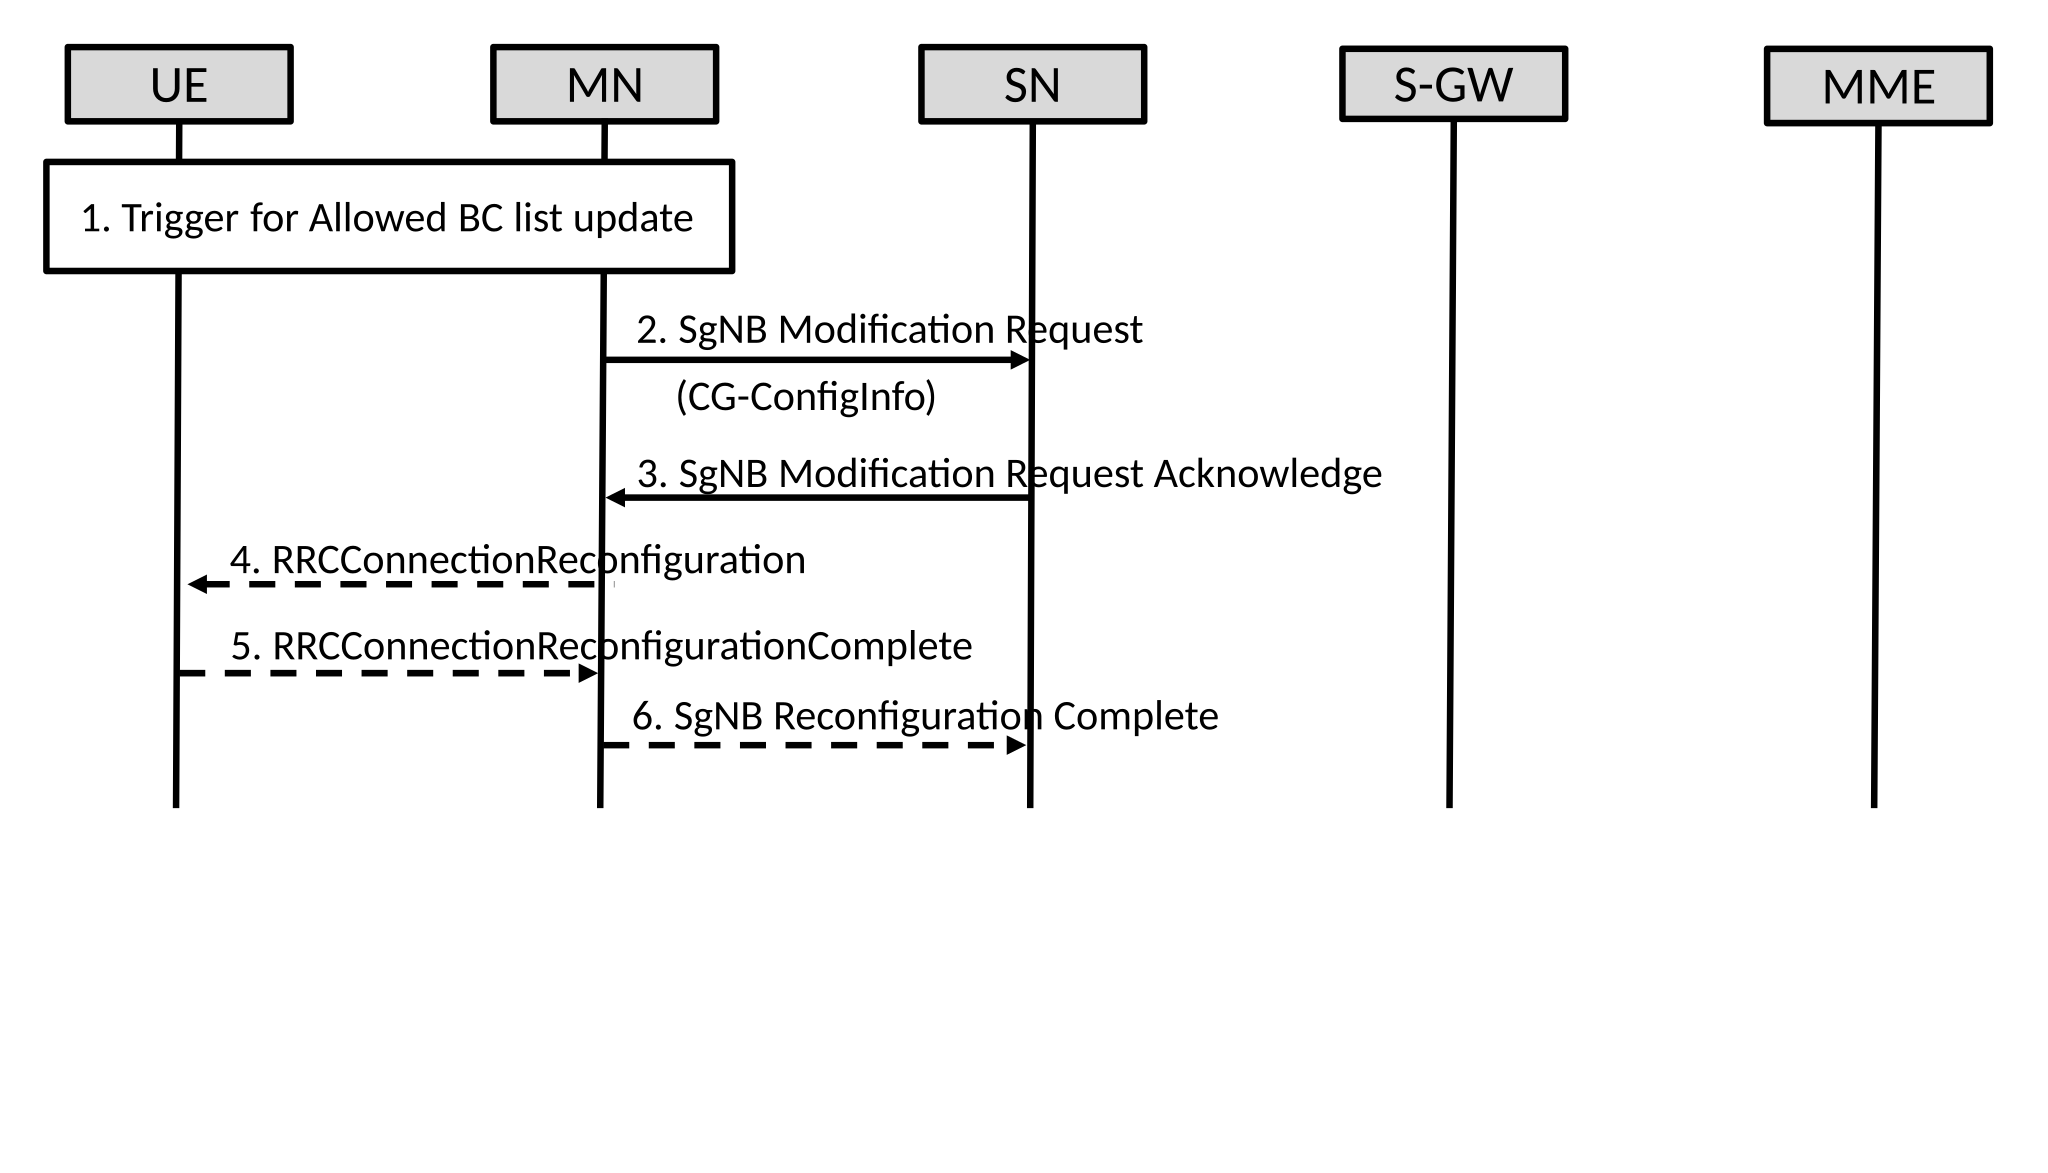 UE
MN
SN
S-GW
MME
1. Trigger for Allowed BC list update
2. SgNB Modification Request
(CG-ConfigInfo)
3. SgNB Modification Request Acknowledge
4. RRCConnectionReconfiguration
5. RRCConnectionReconfigurationComplete
6. SgNB Reconfiguration Complete